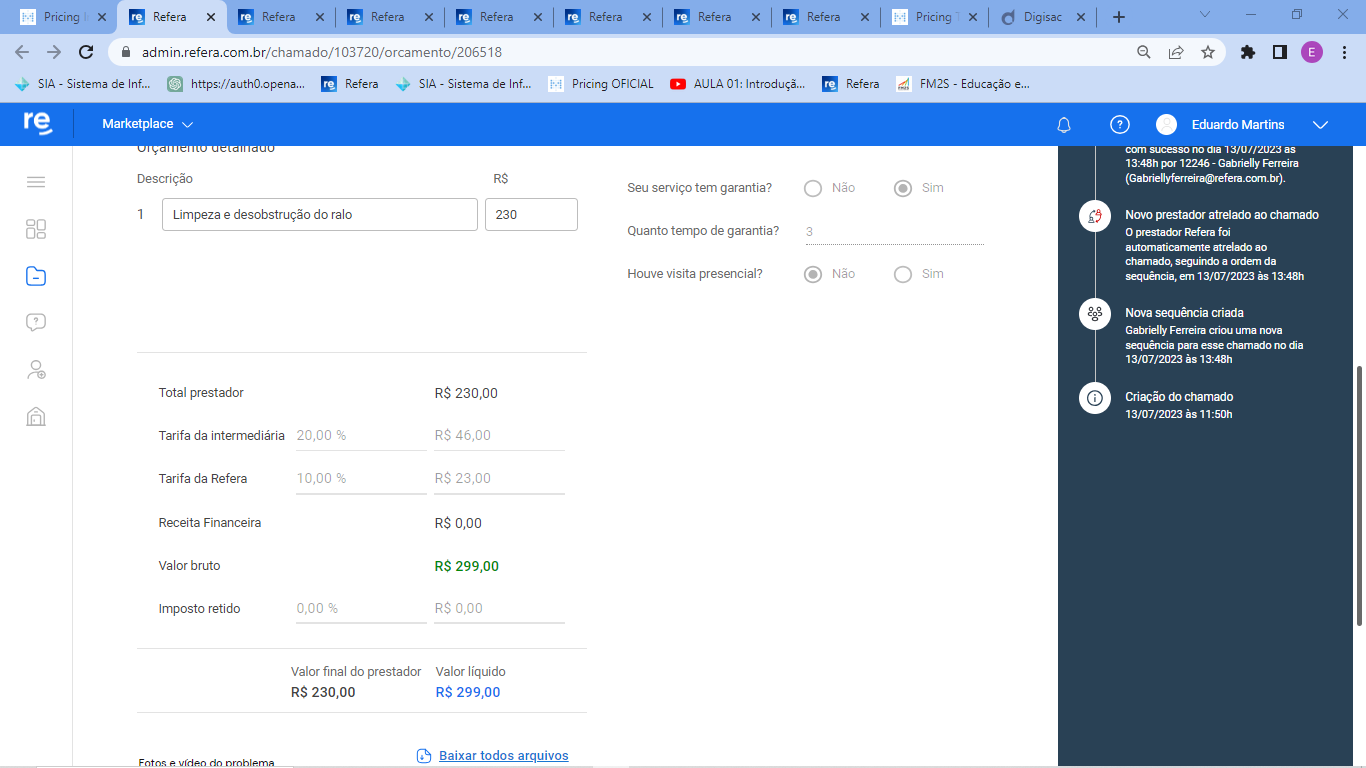 Pricing
Refera
Refera
Refera
Refera
Refera
Refera
Refera
Pricing
Digisac
admin.refera.com.br/chamado/103720/orcamento/206518
E
SIA - Sistema de Inf...
https://auth0.opena...
Refera
SIA - Sistema de Inf...
Pricing OFICIAL
AULA 01: Introduçã...
Refera
FM2S - Educação e...
re
Marketplace
Eduardo Martins
Orçamento detalhado
Descrição
R$
1
Limpeza e desobstrução do ralo
230
Seu serviço tem garantia?
Não
Sim
Quanto tempo de garantia?
3
Houve visita presencial?
Não
Sim
Total prestador
R$ 230,00
Tarifa da intermediária
20,00 %
R$ 46,00
Tarifa da Refera
10,00 %
R$ 23,00
Receita Financeira
R$ 0,00
Valor bruto
R$ 299,00
Imposto retido
0,00 %
R$ 0,00
Valor final do prestador
Valor líquido
R$ 230,00
R$ 299,00
Baixar todos arquivos
Fotos e vídeo do problema
com sucesso no dia 13/07/2023 às
13:48h por 12246 - Gabrielly Ferreira
(Gabriellyferreira@refera.com.br).
Novo prestador atrelado ao chamado
O prestador Refera foi
automaticamente atrelado ao
chamado, seguindo a ordem da
sequência, em 13/07/2023 às 13:48h
Nova sequência criada
Gabrielly Ferreira criou uma nova
sequência para esse chamado no dia
13/07/2023 às 13:48h
Criação do chamado
13/07/2023 às 11:50h